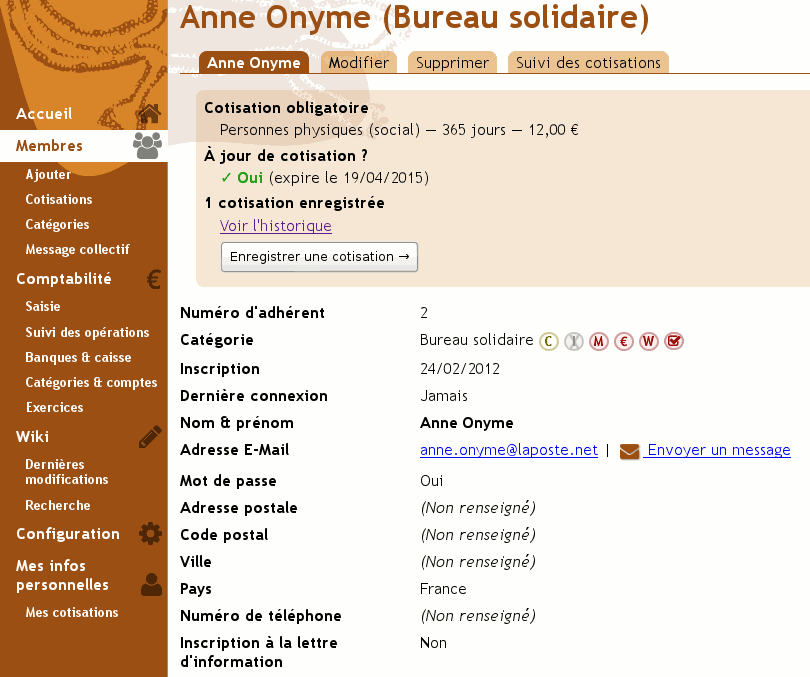 Anne Onyme (Bureau solidaire)
Anne Onyme Modifier Supprimer Suivi des cotisations
Accueil
Membres
Ajouter
Cotisations
Catégories
Message collectif
Comptabilité €
Saisie
Suivi des opérations
Banques & caisse
Catégories & comptes
Exercices
Wiki
Dernières
modifications
Recherche
Configuration
Mes infos
personnelles
Mes cotisations
Cotisation obligatoire
Personnes physiques (social) — 365 jours — 12,00 €
À jour de cotisation ?
✓ Oui (expire le 19/04/2015)
1 cotisation enregistrée
Voir l'historique
Enregistrer une cotisation →
Numéro d'adhérent 2
Catégorie Bureau solidaire C I M € W ☑
Inscription 24/02/2012
Dernière connexion Jamais
Nom & prénom Anne Onyme
Adresse E-Mail anne.onyme@laposte.net | Envoyer un message
Mot de passe Oui
Adresse postale (Non renseigné)
Code postal (Non renseigné)
Ville (Non renseigné)
Pays France
Numéro de téléphone (Non renseigné)
Inscription à la lettre Non
d'information